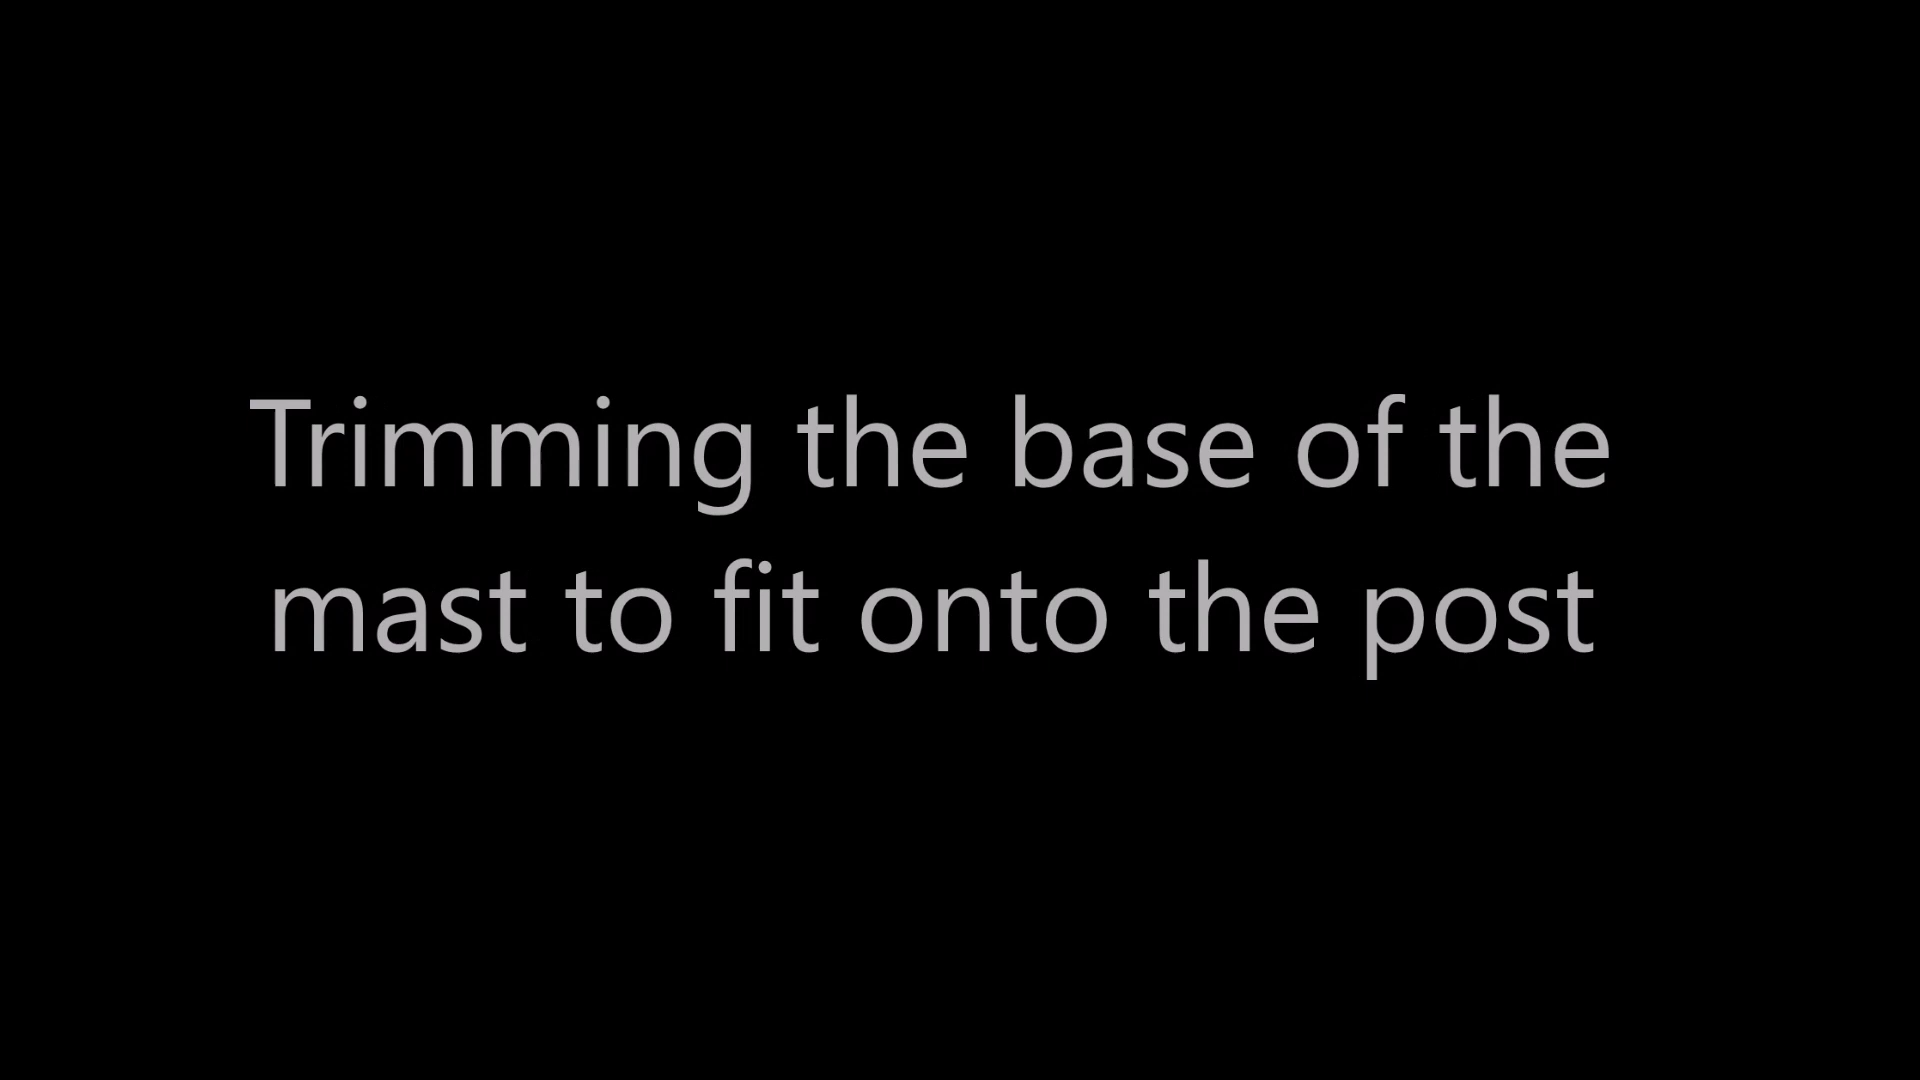 Trimming the base of the
mast to fit onto the post